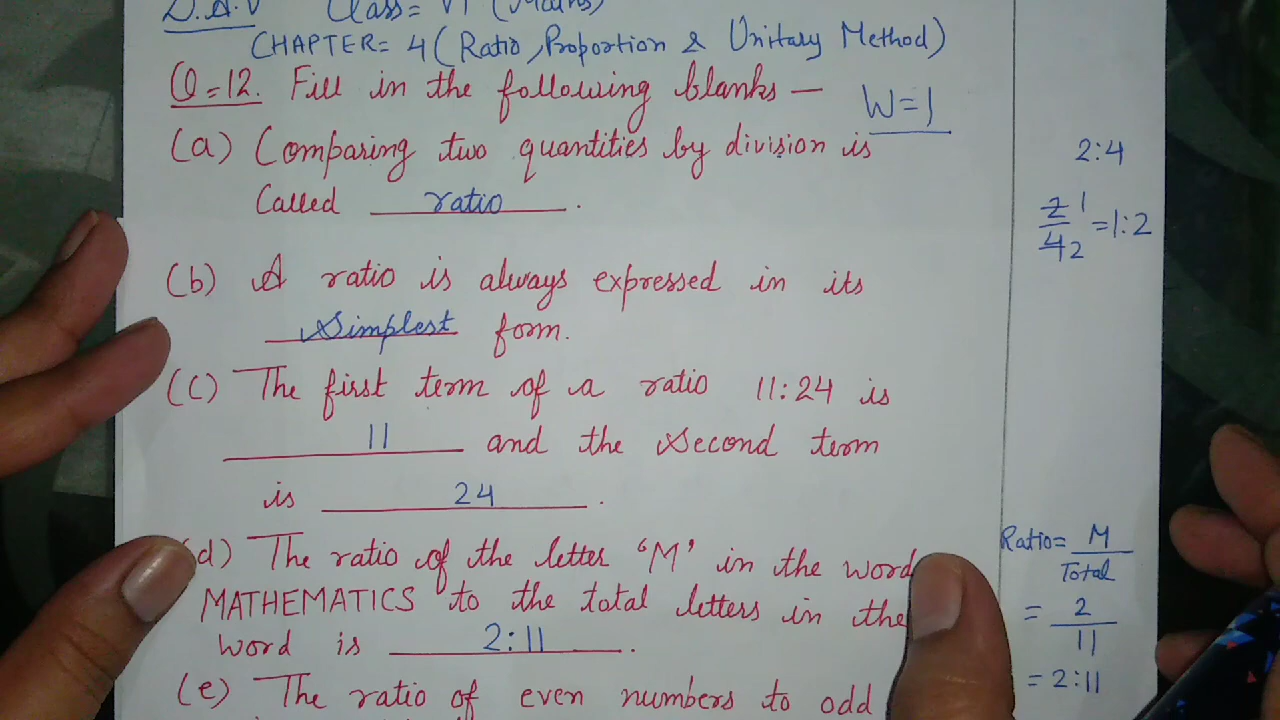 D.A.V Class= VI (Maths)
CHAPTER= 4 (Ratio, Proportion & Unitary Method)
Q=12. Fill in the following blanks — W=1
(a) Comparing two quantities by division is
Called ratio.
2:4
2/4 1/2 =1:2
(b) A ratio is always expressed in its
Simplest form.
(C) The first term of a ratio 11:24 is
11 and the second term
is 24.
(d) The ratio of the letter 'M' in the word
MATHEMATICS to the total letters in the
word is 2:11.
Ratio= M
Total
= 2
11
= 2:11
(e) The ratio of even numbers to odd